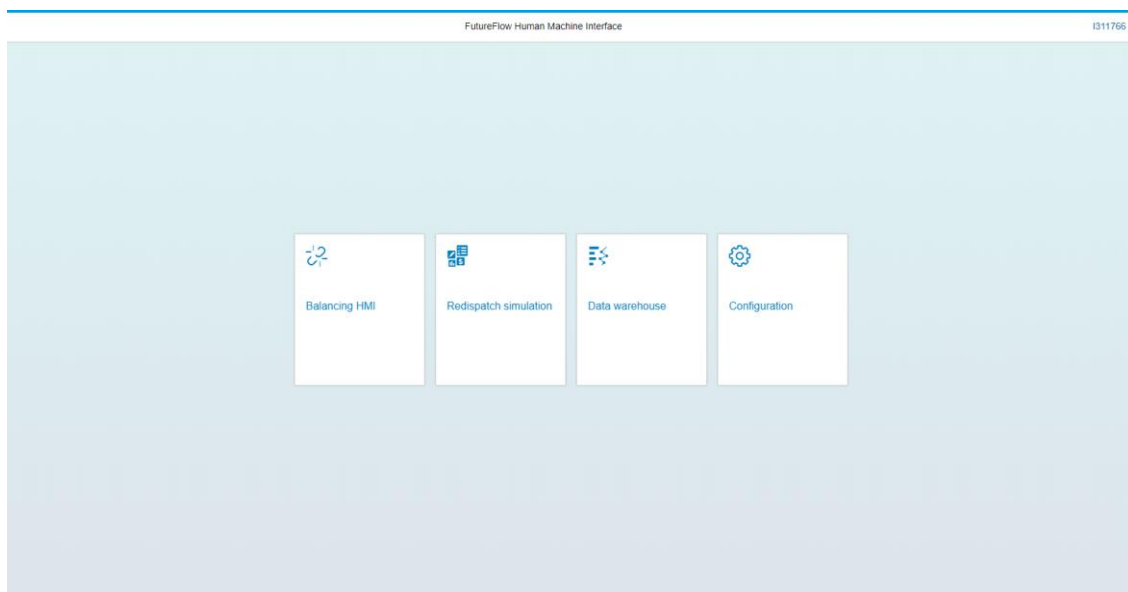 FutureFlow Human Machine Interface
I311766
Balancing HMI
Redispatch simulation
Data warehouse
Configuration